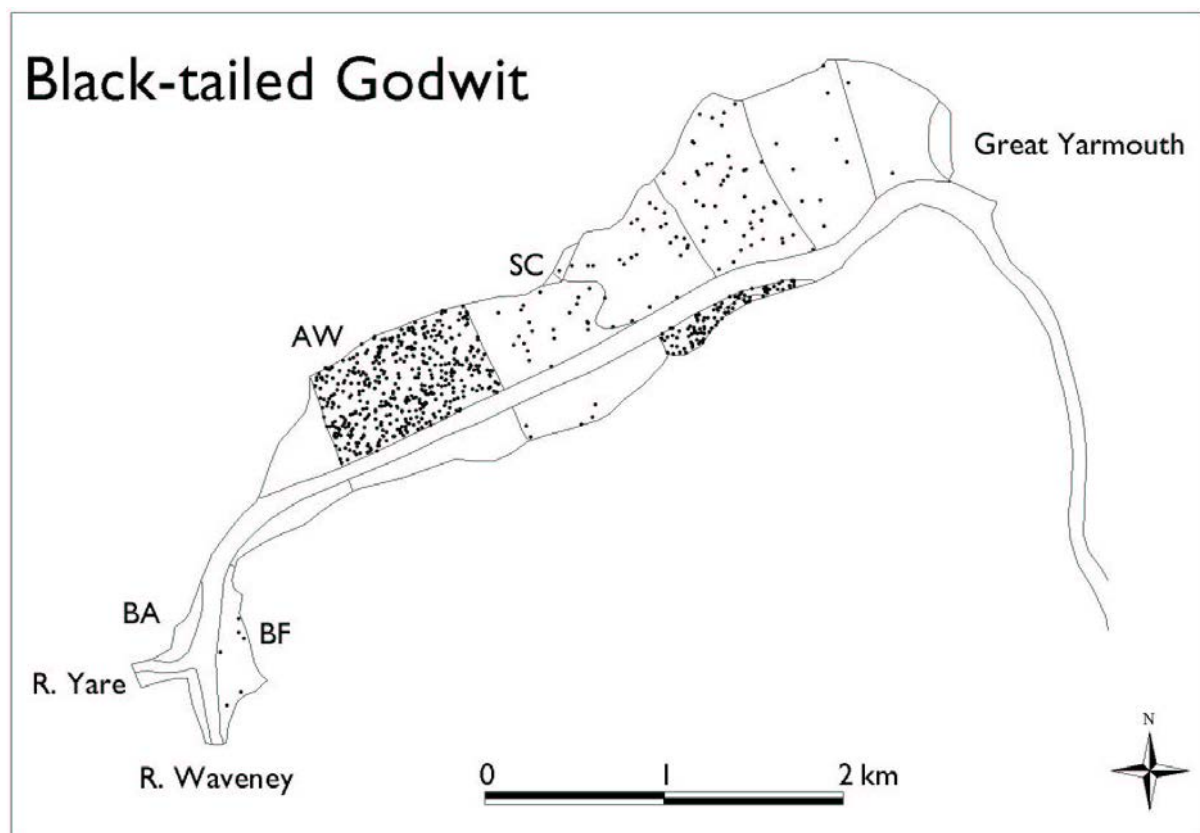 Black-tailed Godwit
Great Yarmouth
SC
AW
BA
BF
R. Yare
R. Waveney
0 1 2 km
N